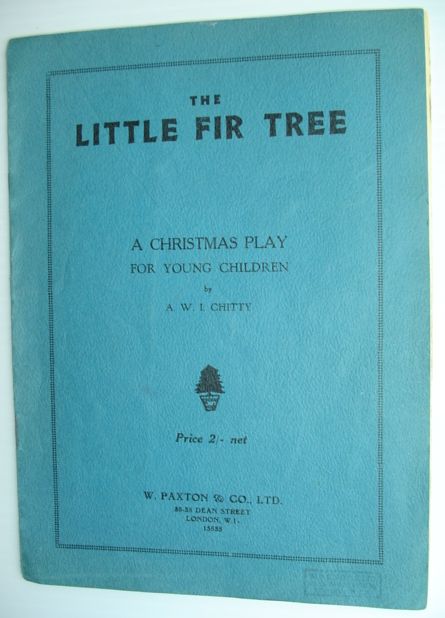 THE
LITTLE FIR TREE
A CHRISTMAS PLAY
FOR YOUNG CHILDREN
by
A. W. I. CHITTY
Price 2/- net
W. PAXTON & CO., LTD.
36-38 DEAN STREET
LONDON, W.1.
15535